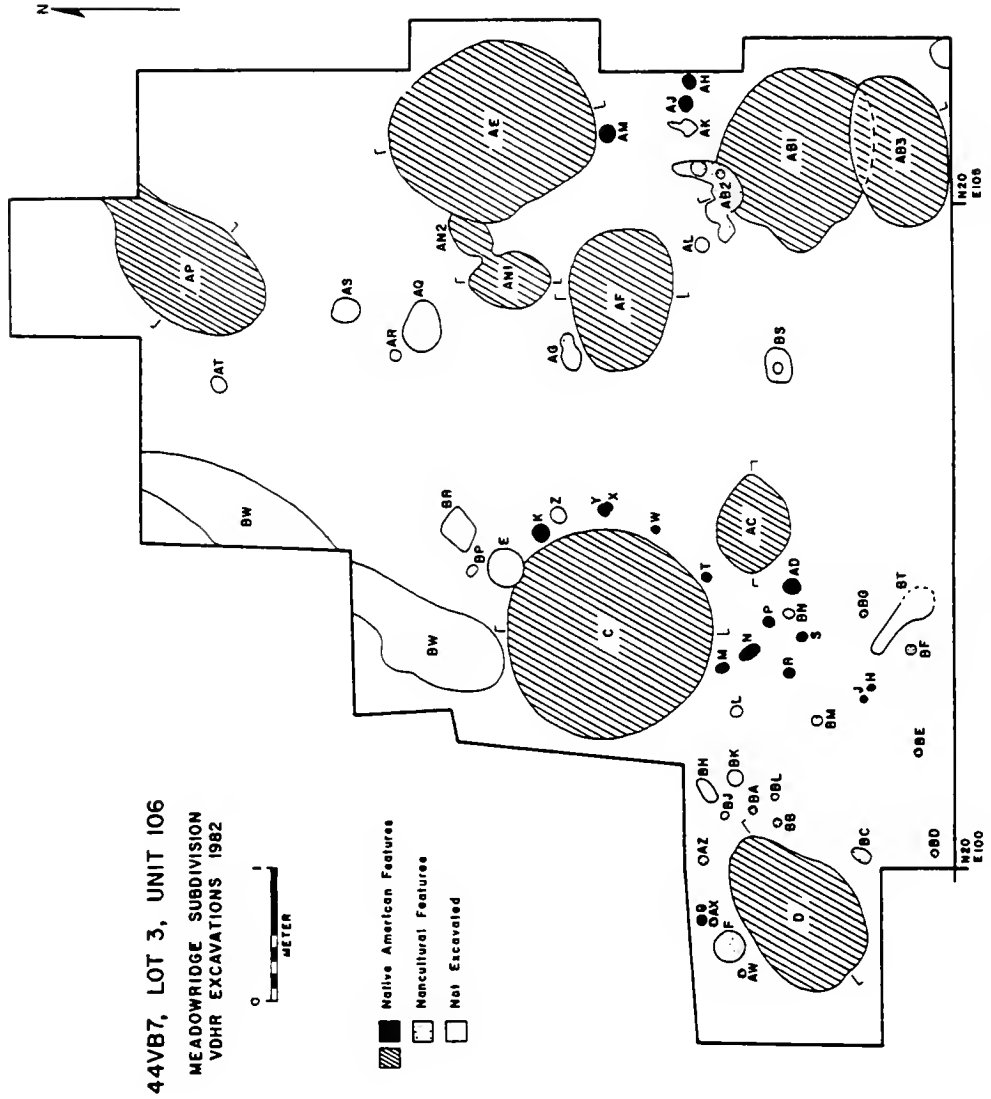 44VB7, LOT 3, UNIT 106
MEADOWRIDGE SUBDIVISION
VDHR EXCAVATIONS 1982
0 1
METER
Native American Features
Noncultural Features
Not Excavated
N
AP
AT
AS
AR
AQ
AE
AN2
AN1
AM
AF
AG
AH
AJ
AK
AB2
AL
AB1
AB3
BS
N20
E105
BW
BW
BR
BP
E
K
Z
Y
X
W
C
T
AC
AD
M
N
P
BN
R
S
L
BG
BT
BF
J
H
BM
BE
BH
BK
BJ
BA
BL
BB
AZ
BC
BD
AX
F
AW
D
N20
E100